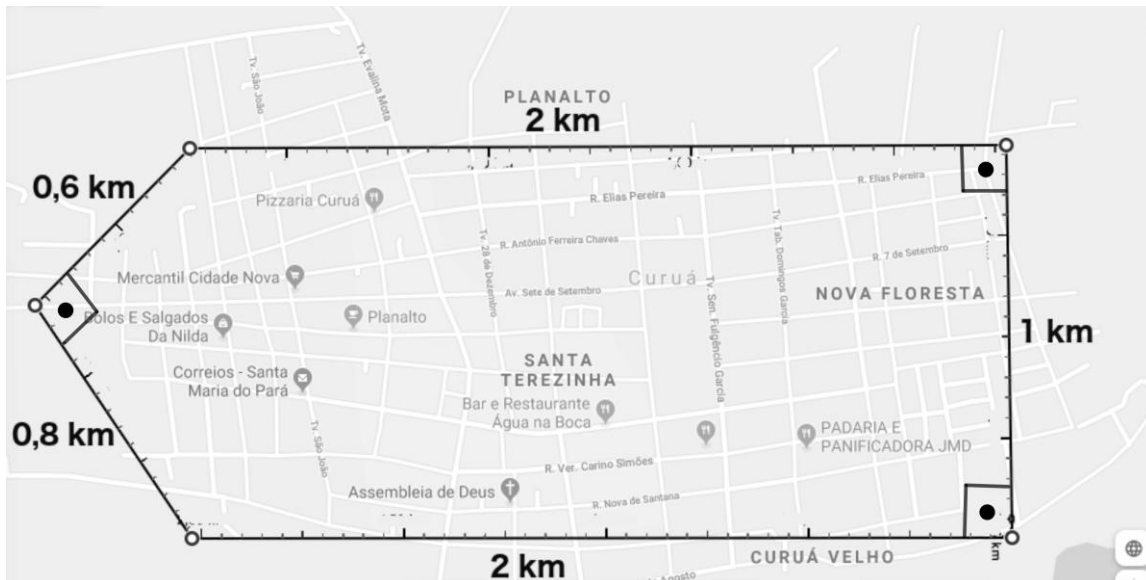 Tv. São João
Tv. Evalina Mota
PLANALTO
2 km
0,6 km
Pizzaria Curuá
R. Elias Pereira
R. Elias Pereira
R. Antônio Ferreira Chaves
Tv. 28 de Dezembro
Tv. Tab. Domingos Garcia
R. 7 de Setembro
Mercantil Cidade Nova
Curuá
Av. Sete de Setembro
Tv. Sen. Fulgêncio Garcia
NOVA FLORESTA
Bolos E Salgados
Da Nilda
Planalto
1 km
SANTA
TEREZINHA
Correios - Santa
Maria do Pará
Bar e Restaurante
Água na Boca
0,8 km
Tv. São João
PADARIA E
PANIFICADORA JMD
R. Ver. Carino Simões
Assembleia de Deus
R. Nova de Santana
km
CURUÁ VELHO
2 km
Agosto